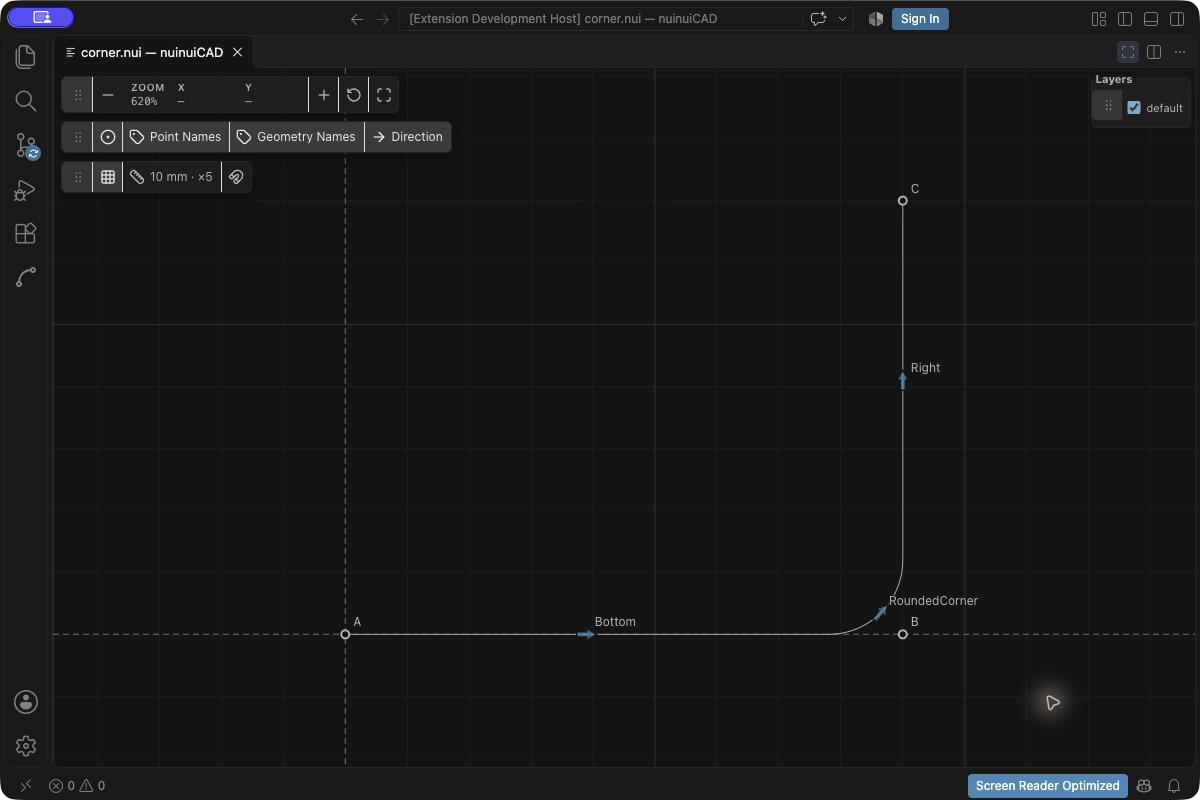 [Extension Development Host] corner.nui — nuinuiCAD
Sign In
corner.nui — nuinuiCAD
ZOOM X Y
620% – –
Point Names Geometry Names Direction
10 mm · ×5
Layers
default
C
Right
RoundedCorner
A
Bottom
B
0 0
Screen Reader Optimized